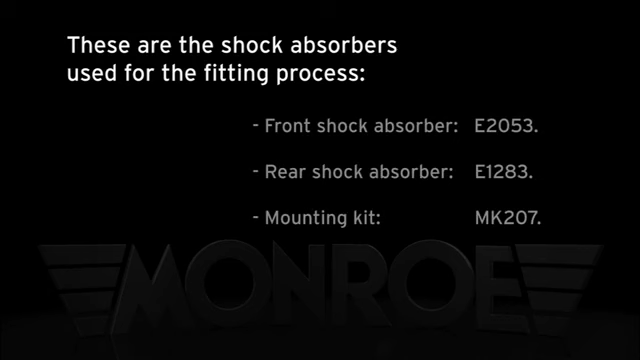 These are the shock absorbers
used for the fitting process:
- Front shock absorber: E2053.
- Rear shock absorber: E1283.
- Mounting kit: MK207.
MONROE